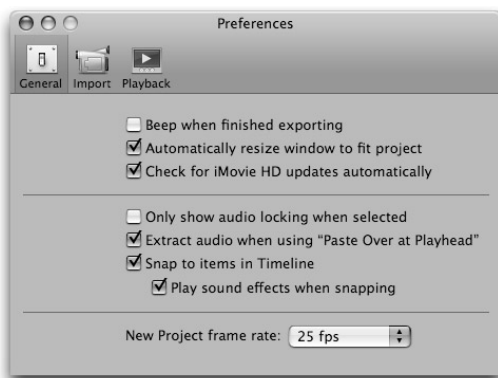 Preferences
General Import Playback
Beep when finished exporting
Automatically resize window to fit project
Check for iMovie HD updates automatically
Only show audio locking when selected
Extract audio when using “Paste Over at Playhead”
Snap to items in Timeline
Play sound effects when snapping
New Project frame rate: 25 fps